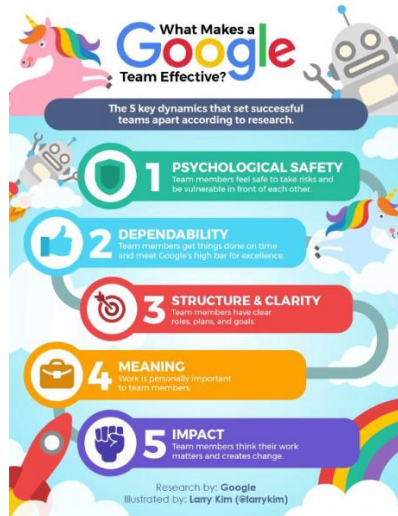 What Makes a
Google
Team Effective?
The 5 key dynamics that set successful
teams apart according to research.
1 PSYCHOLOGICAL SAFETY
Team members feel safe to take risks and
be vulnerable in front of each other.
2 DEPENDABILITY
Team members get things done on time
and meet Google's high bar for excellence.
3 STRUCTURE & CLARITY
Team members have clear
roles, plans, and goals.
4 MEANING
Work is personally important
to team members.
5 IMPACT
Team members think their work
matters and creates change.
Research by: Google
Illustrated by: Larry Kim (@larrykim)